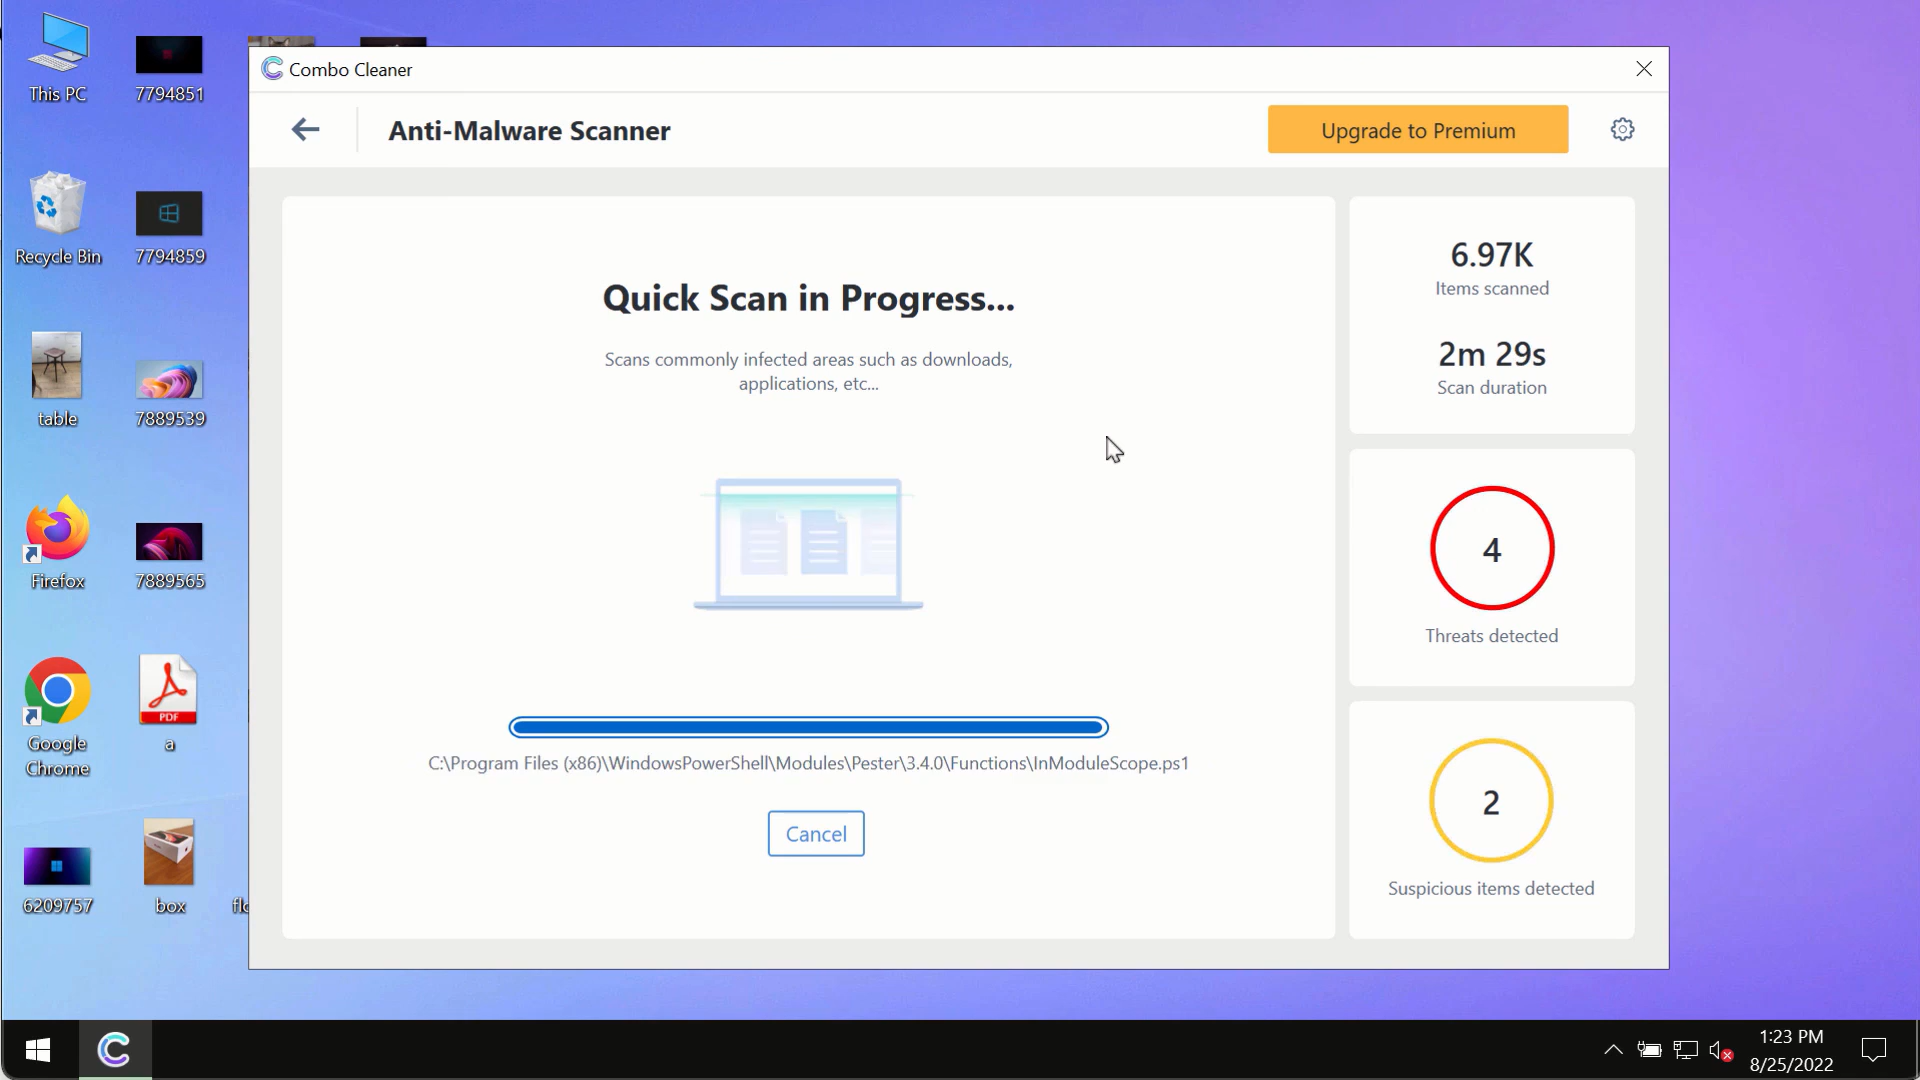 This PC
7794851
Recycle Bin
7794859
table
7889539
Firefox
7889565
Google
Chrome
PDF
a
6209757
box
Combo Cleaner
Anti-Malware Scanner
Upgrade to Premium
Quick Scan in Progress...
Scans commonly infected areas such as downloads,
applications, etc...
C:\Program Files (x86)\WindowsPowerShell\Modules\Pester\3.4.0\Functions\InModuleScope.ps1
Cancel
6.97K
Items scanned
2m 29s
Scan duration
4
Threats detected
2
Suspicious items detected
1:23 PM
8/25/2022